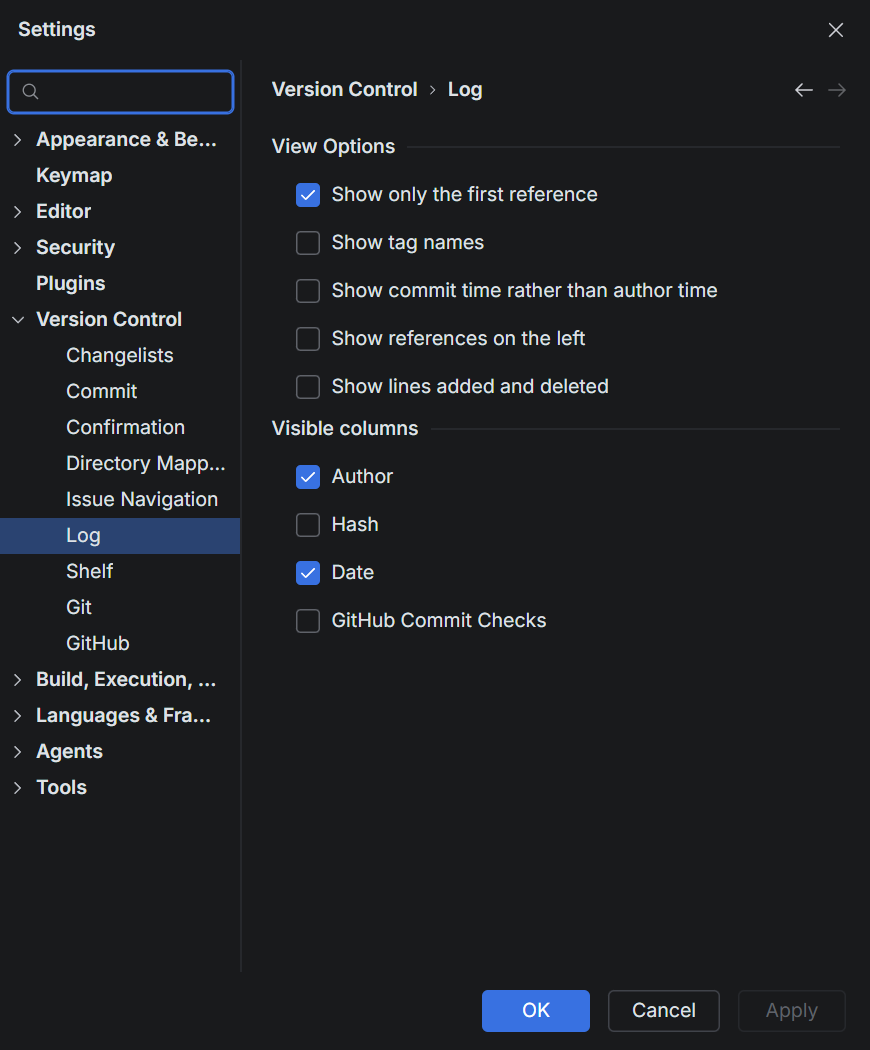 Settings
Appearance & Be...
Keymap
Editor
Security
Plugins
Version Control
Changelists
Commit
Confirmation
Directory Mapp...
Issue Navigation
Log
Shelf
Git
GitHub
Build, Execution, ...
Languages & Fra...
Agents
Tools
Version Control › Log
View Options
Show only the first reference
Show tag names
Show commit time rather than author time
Show references on the left
Show lines added and deleted
Visible columns
Author
Hash
Date
GitHub Commit Checks
OK Cancel Apply